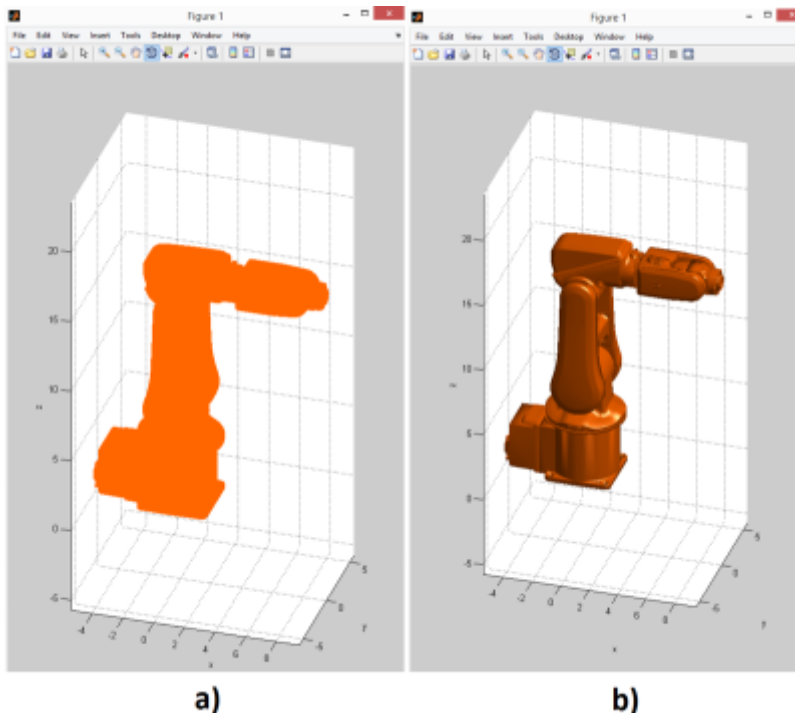 Figure 1
File Edit View Insert Tools Desktop Window Help
20
15
10
5
0
-5
z
-4 -2 0 2 4 6 8
x
-5 0 5
y
a)
Figure 1
File Edit View Insert Tools Desktop Window Help
20
15
10
5
0
-5
z
-4 -2 0 2 4 6 8
x
-5 0 5
y
b)